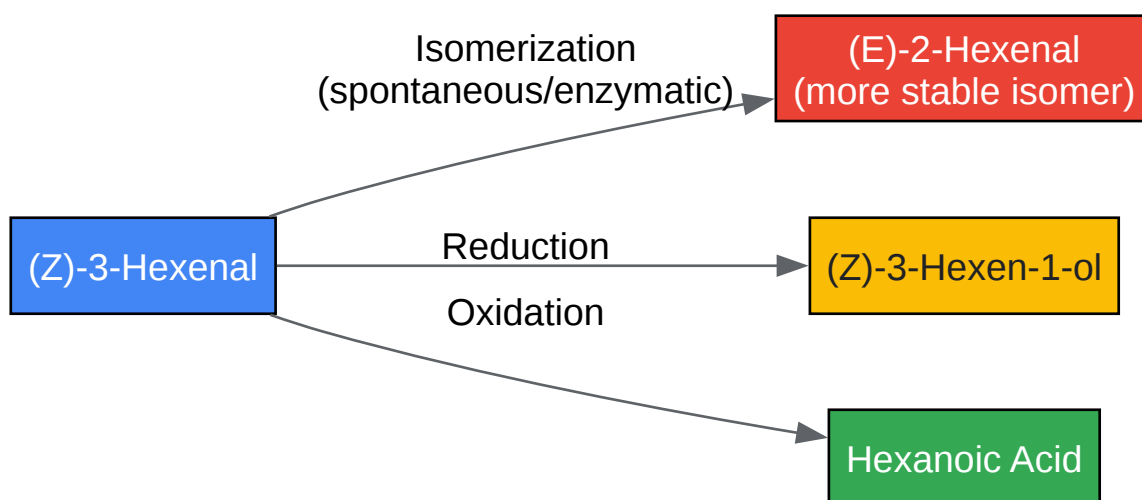 Isomerization
(spontaneous/enzymatic)
(E)-2-Hexenal
(more stable isomer)
(Z)-3-Hexenal
Reduction
(Z)-3-Hexen-1-ol
Oxidation
Hexanoic Acid